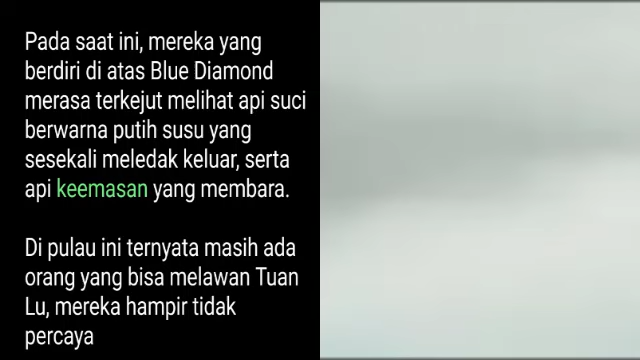 Pada saat ini, mereka yang
berdiri di atas Blue Diamond
merasa terkejut melihat api suci
berwarna putih susu yang
sesekali meledak keluar, serta
api keemasan yang membara.
Di pulau ini ternyata masih ada
orang yang bisa melawan Tuan
Lu, mereka hampir tidak
percaya